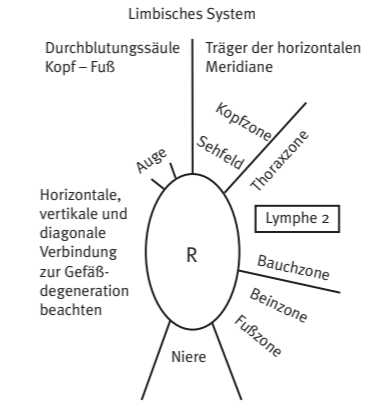 Limbisches System
Durchblutungssäule
Kopf – Fuß
Träger der horizontalen
Meridiane
Kopfzone
Sehfeld
Thoraxzone
Auge
Horizontale,
vertikale und
diagonale
Verbindung
zur Gefäß-
degeneration
beachten
Lymphe 2
R
Bauchzone
Beinzone
Fußzone
Niere